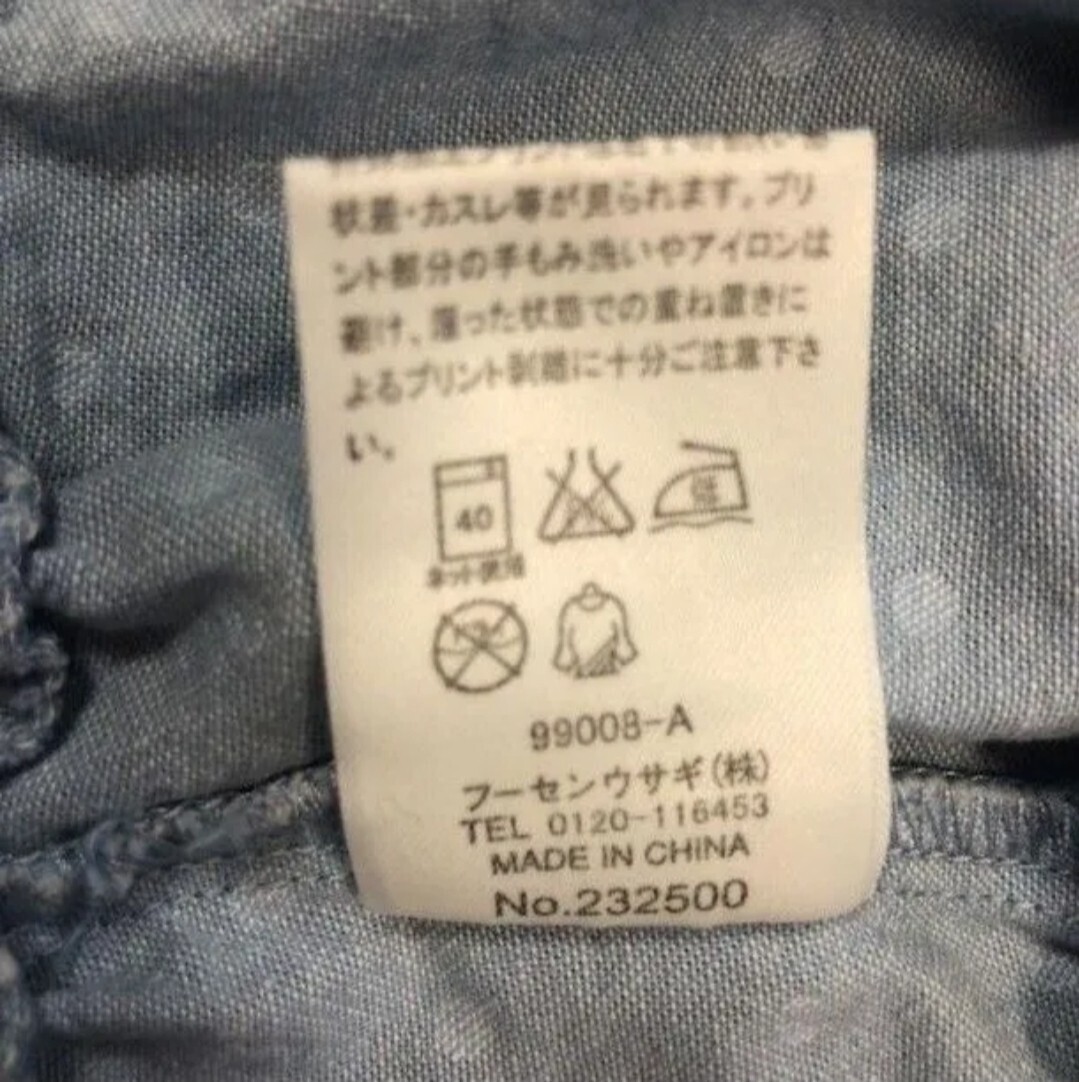 状差・カスレ等が見られます。プリ
ント部分の手もみ洗いやアイロンは
避け、湿った状態での重ね置きに
よるプリント剥離に十分ご注意下さ
い。
40
低
ネット使用
99008-A
フーセンウサギ(株)
TEL 0120-116453
MADE IN CHINA
No.232500